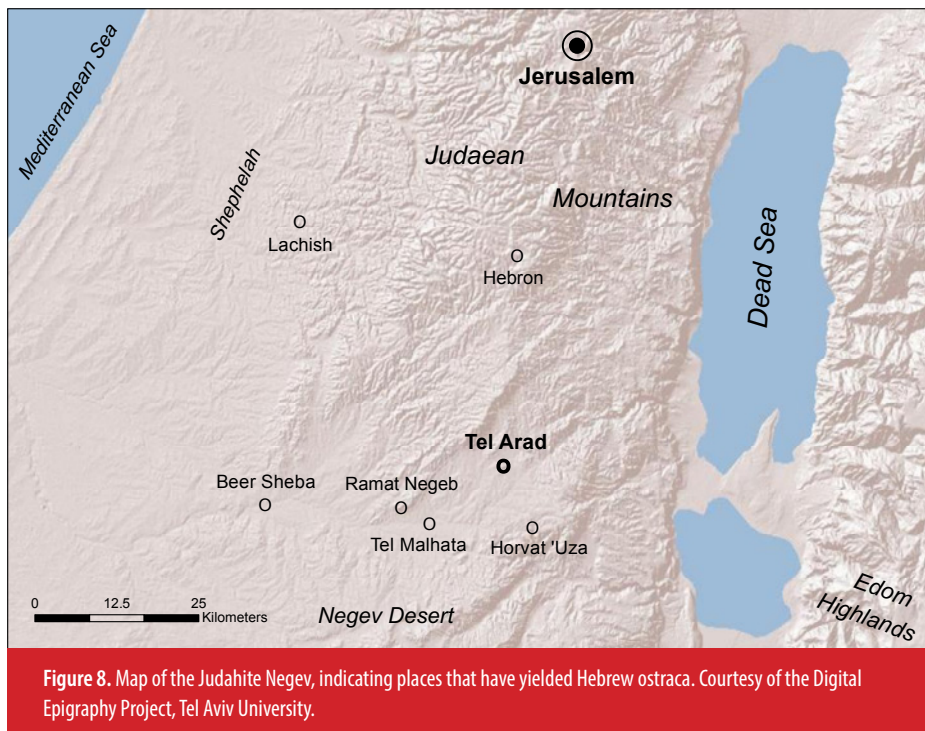 Mediterranean Sea
Jerusalem
Judaean
Mountains
Shephelah
Lachish
Hebron
Dead Sea
Tel Arad
Beer Sheba
Ramat Negeb
Tel Malhata
Horvat 'Uza
0 12.5 25
Kilometers
Negev Desert
Edom
Highlands
Figure 8. Map of the Judahite Negev, indicating places that have yielded Hebrew ostraca. Courtesy of the Digital
Epigraphy Project, Tel Aviv University.